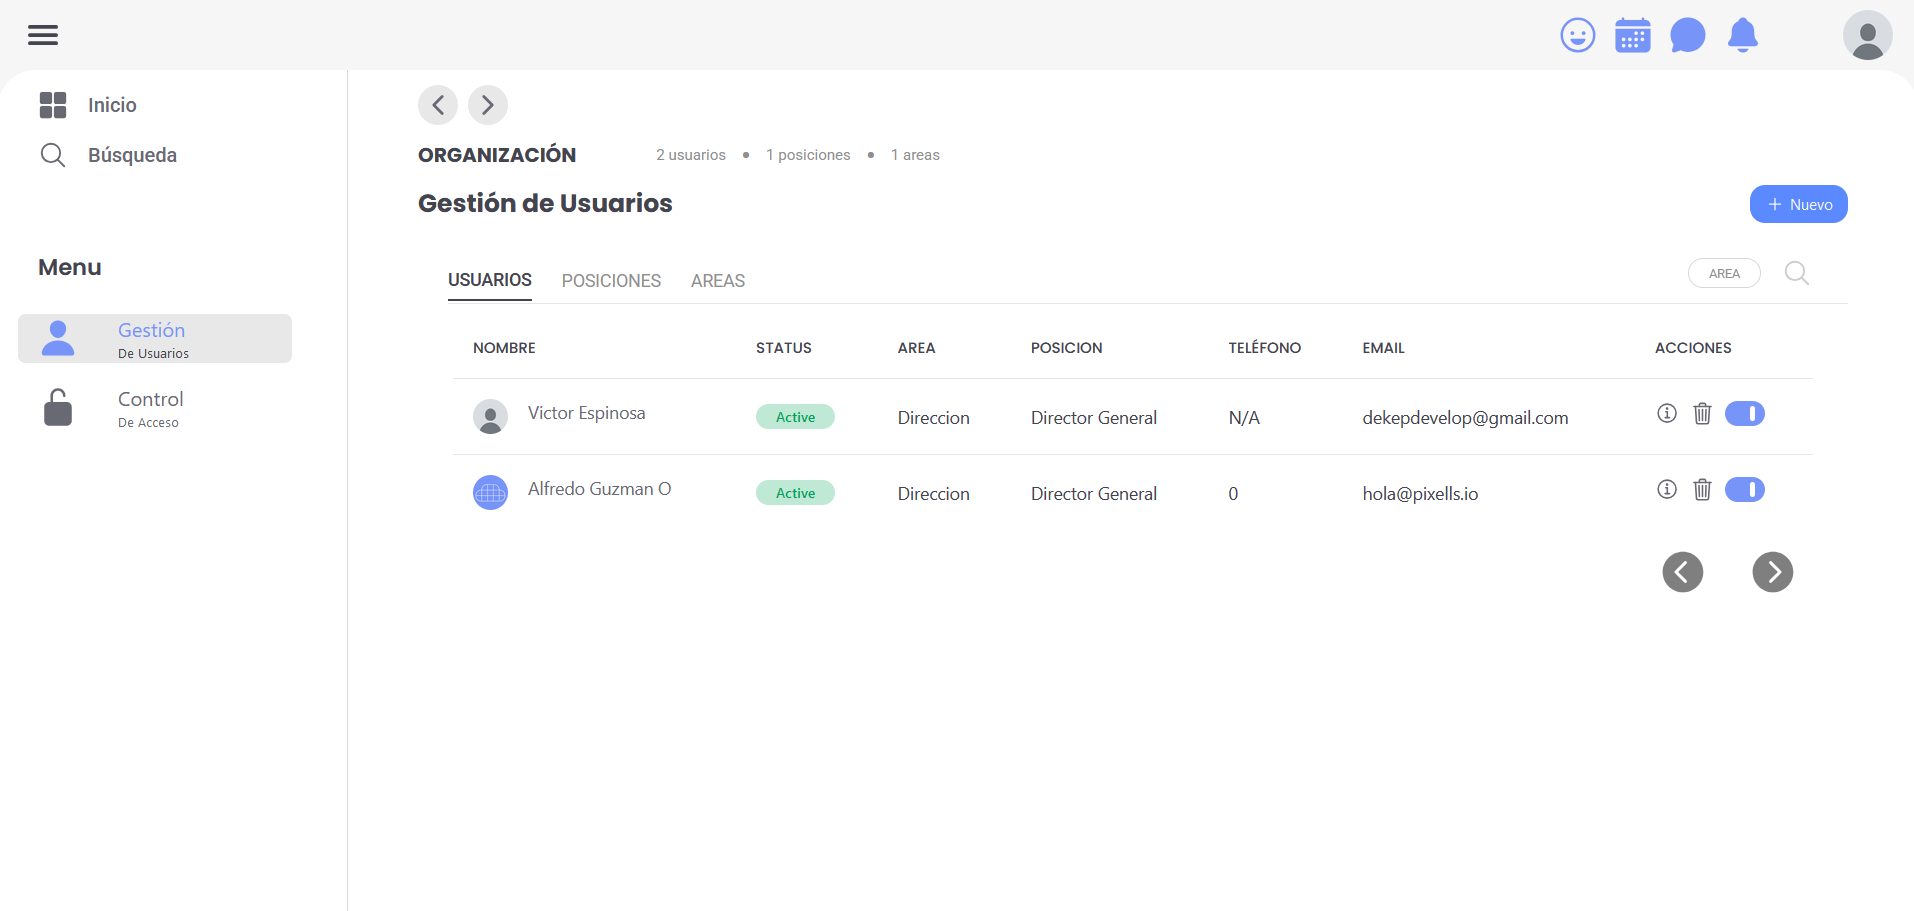 Inicio
Búsqueda
Menu
Gestión
De Usuarios
Control
De Acceso
ORGANIZACIÓN 2 usuarios • 1 posiciones • 1 areas
Gestión de Usuarios
+ Nuevo
USUARIOS POSICIONES AREAS
AREA
NOMBRE STATUS AREA POSICION TELÉFONO EMAIL ACCIONES
Victor Espinosa Active Direccion Director General N/A dekepdevelop@gmail.com
Alfredo Guzman O Active Direccion Director General 0 hola@pixells.io